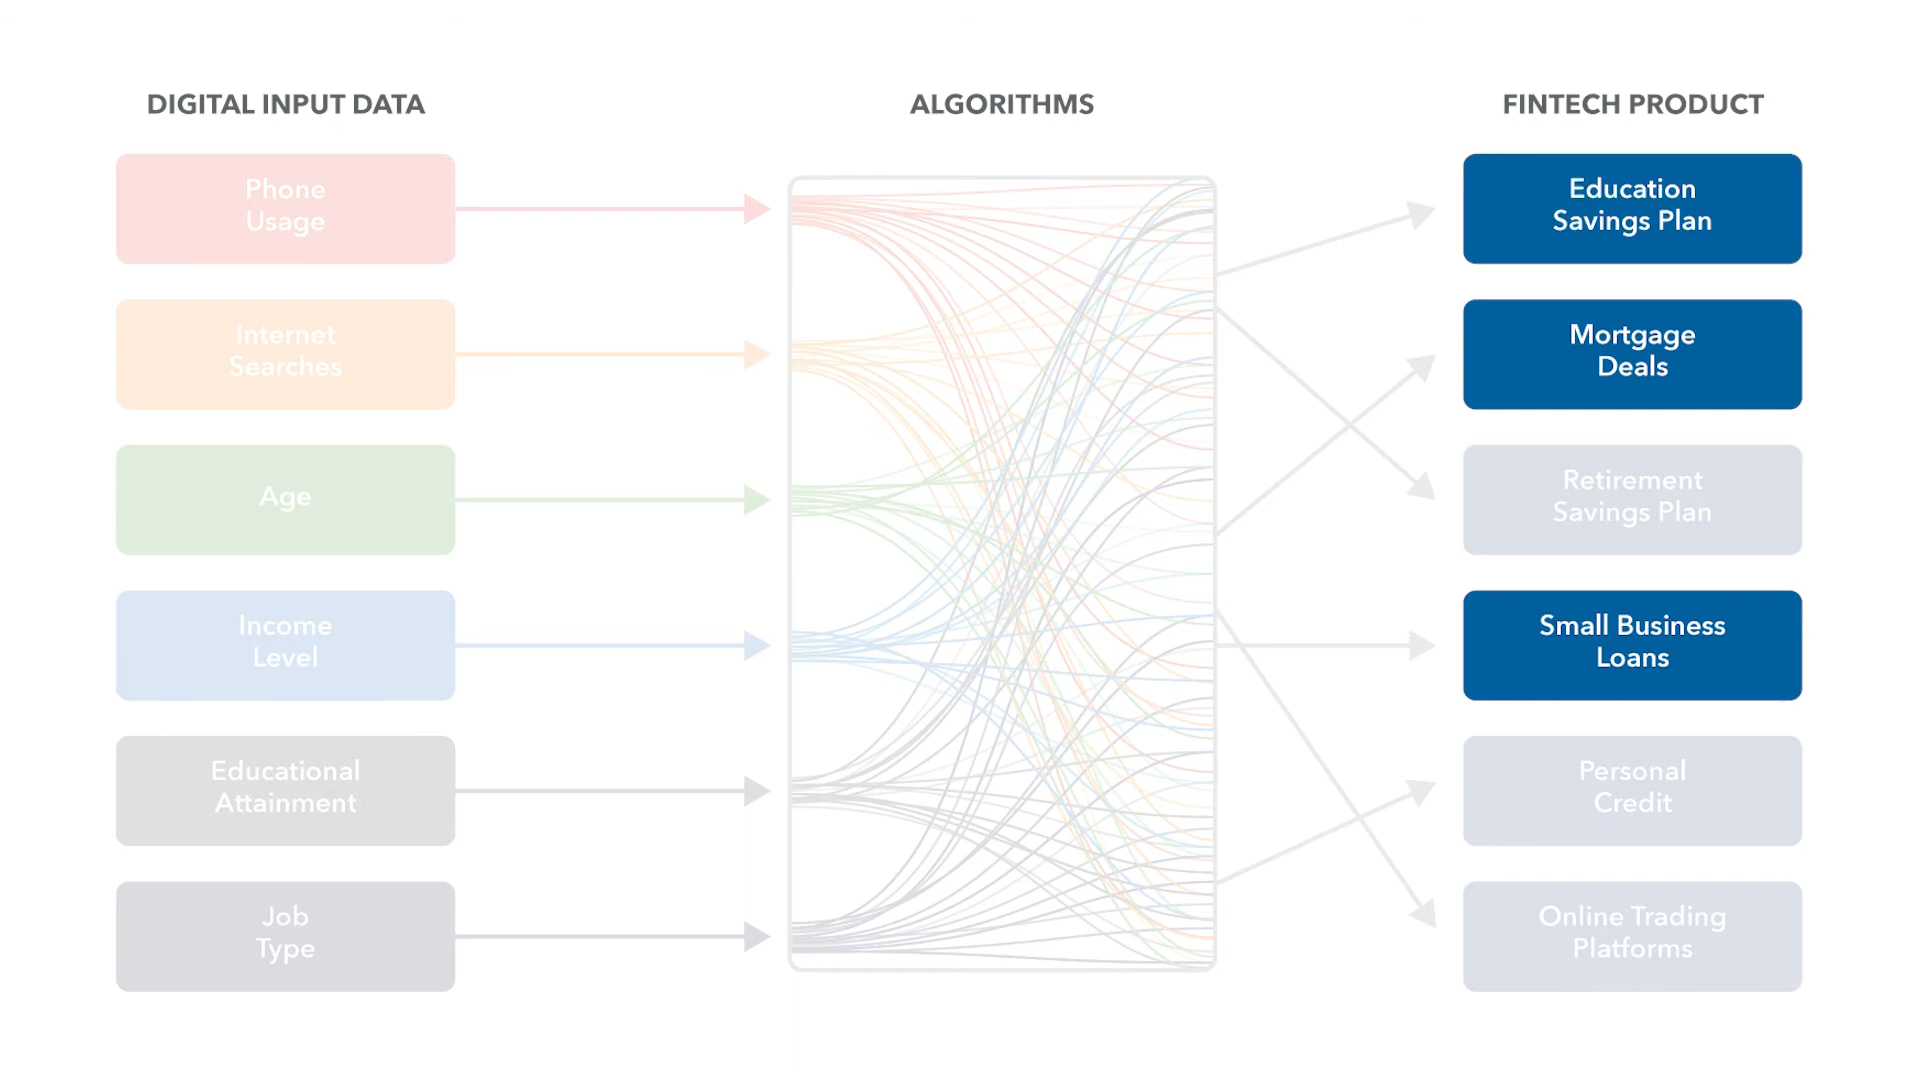 DIGITAL INPUT DATA
ALGORITHMS
FINTECH PRODUCT
Phone
Usage
Internet
Searches
Age
Income
Level
Educational
Attainment
Job
Type
Education
Savings Plan
Mortgage
Deals
Retirement
Savings Plan
Small Business
Loans
Personal
Credit
Online Trading
Platforms